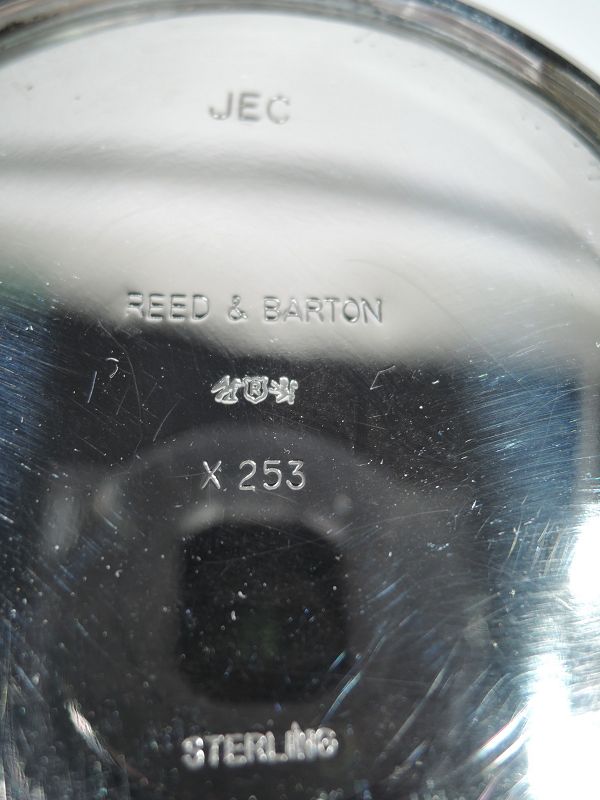 JEC
REED & BARTON
R
X 253
STERLING